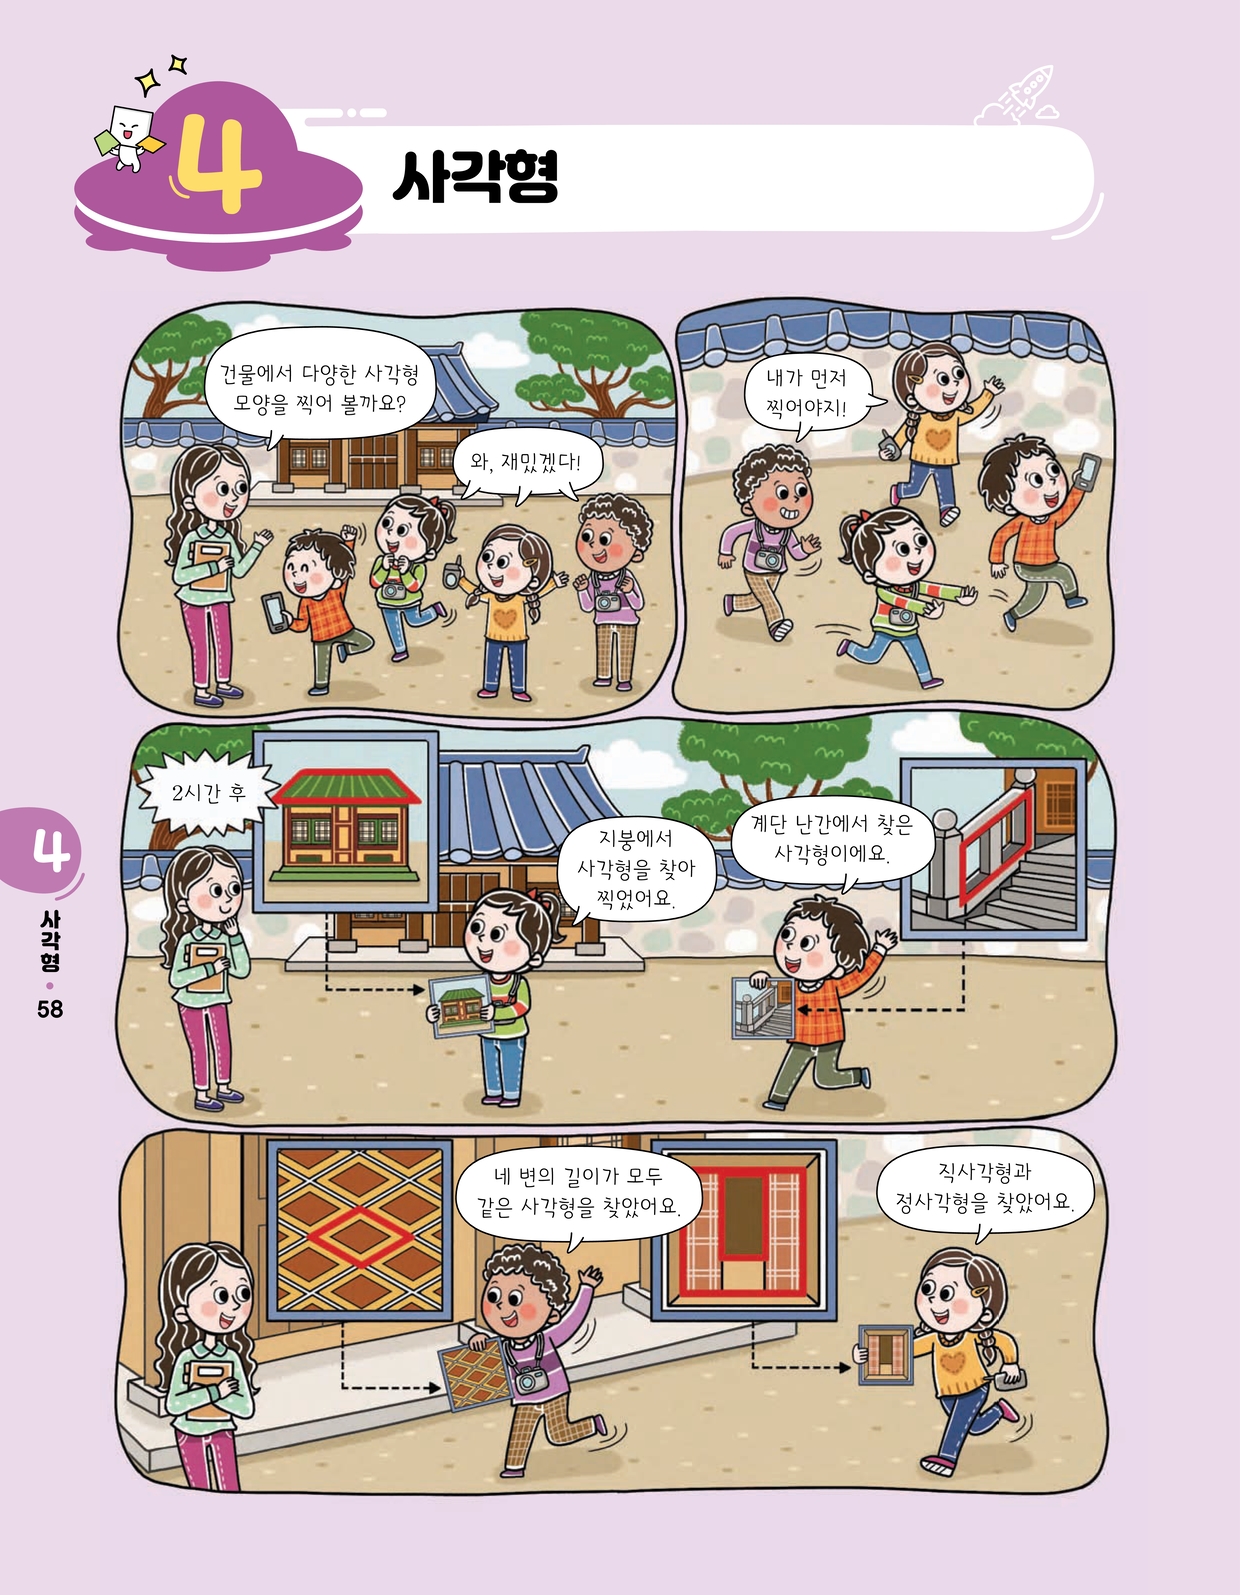 4
사각형
건물에서 다양한 사각형
모양을 찍어 볼까요?
와, 재밌겠다!
내가 먼저
찍어야지!
2시간 후
지붕에서
사각형을 찾아
찍었어요.
계단 난간에서 찾은
사각형이에요.
네 변의 길이가 모두
같은 사각형을 찾았어요.
직사각형과
정사각형을 찾았어요.
4
사각형
58